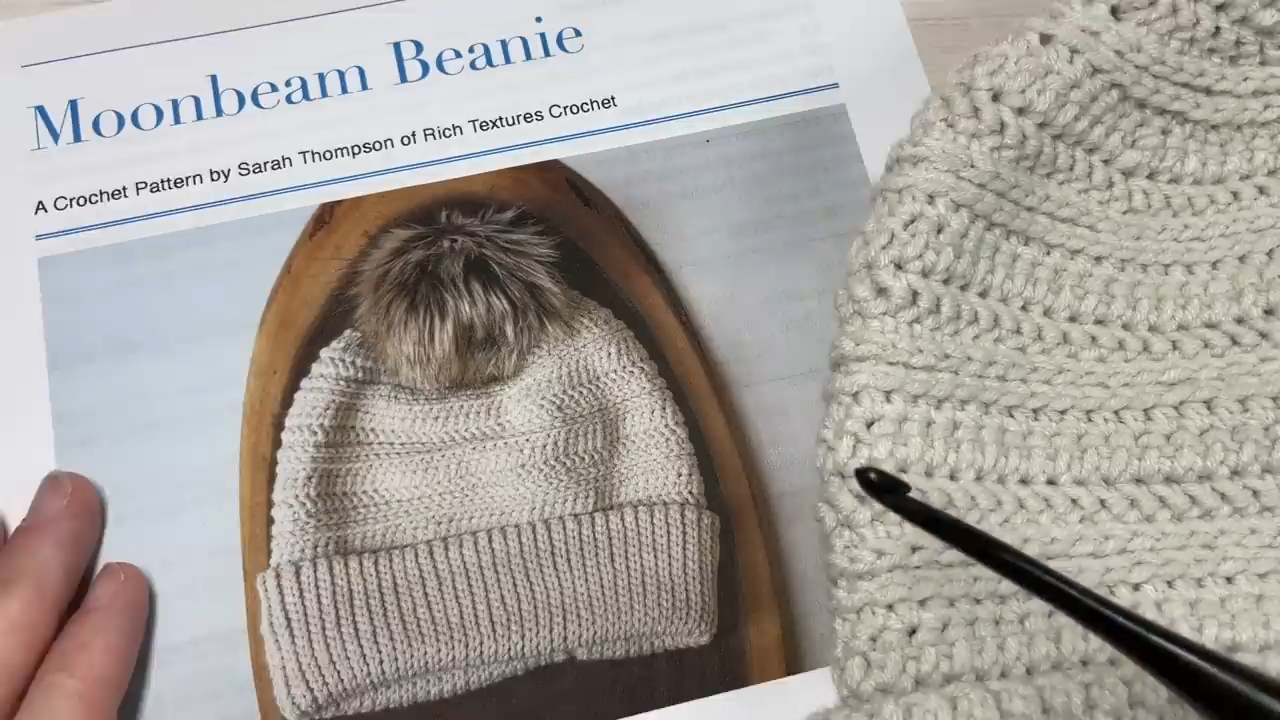 Moonbeam Beanie
A Crochet Pattern by Sarah Thompson of Rich Textures Crochet